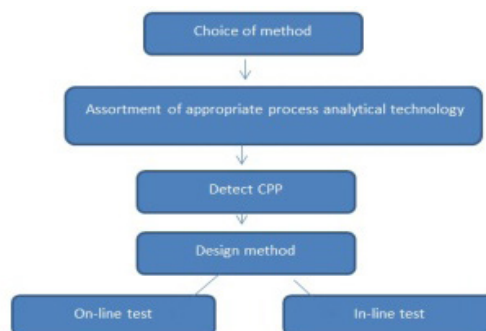 Choice of method
Assortment of appropriate process analytical technology
Detect CPP
Design method
On-line test
In-line test